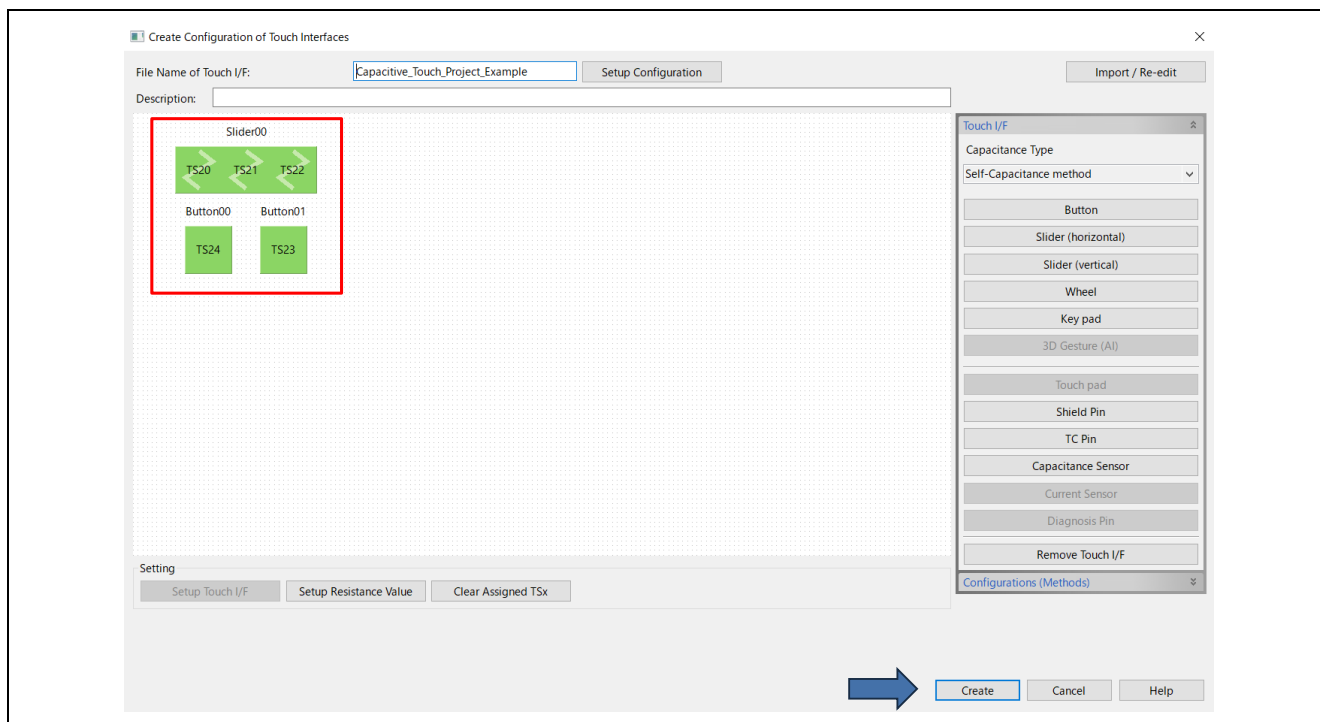 Create Configuration of Touch Interfaces
File Name of Touch I/F: Capacitive_Touch_Project_Example Setup Configuration Import / Re-edit
Description:
Slider00
TS20 TS21 TS22
Button00 Button01
TS24 TS23
Touch I/F
Capacitance Type
Self-Capacitance method
Button
Slider (horizontal)
Slider (vertical)
Wheel
Key pad
3D Gesture (AI)
Touch pad
Shield Pin
TC Pin
Capacitance Sensor
Current Sensor
Diagnosis Pin
Remove Touch I/F
Configurations (Methods)
Setting
Setup Touch I/F Setup Resistance Value Clear Assigned TSx
Create Cancel Help